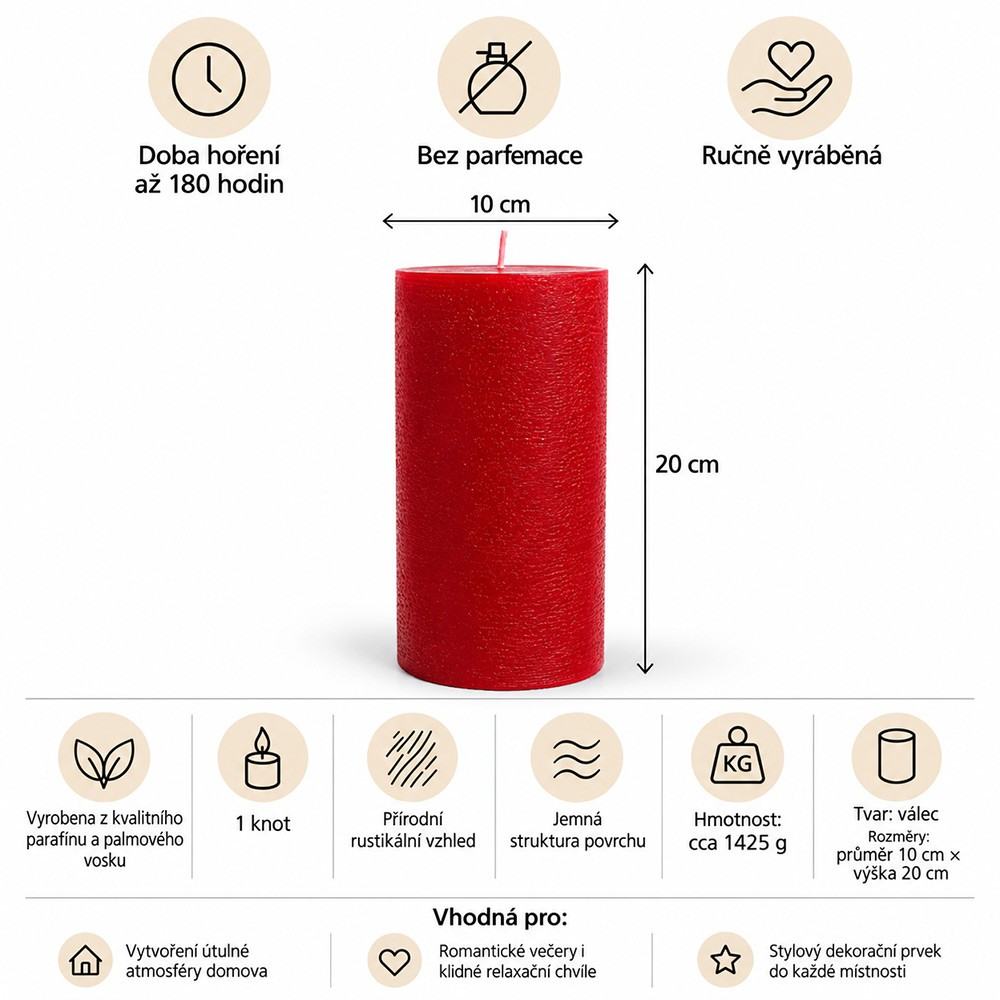 Doba hoření
až 180 hodin
Bez parfemace
Ručně vyráběná
10 cm
20 cm
Vyrobena z kvalitního
parafínu a palmového
vosku
1 knot
Přírodní
rustikální vzhled
Jemná
struktura povrchu
KG
Hmotnost:
cca 1425 g
Tvar: válec
Rozměry:
průměr 10 cm ×
výška 20 cm
Vhodná pro:
Vytvoření útulné
atmosféry domova
Romantické večery i
klidné relaxační chvíle
Stylový dekorační prvek
do každé místnosti